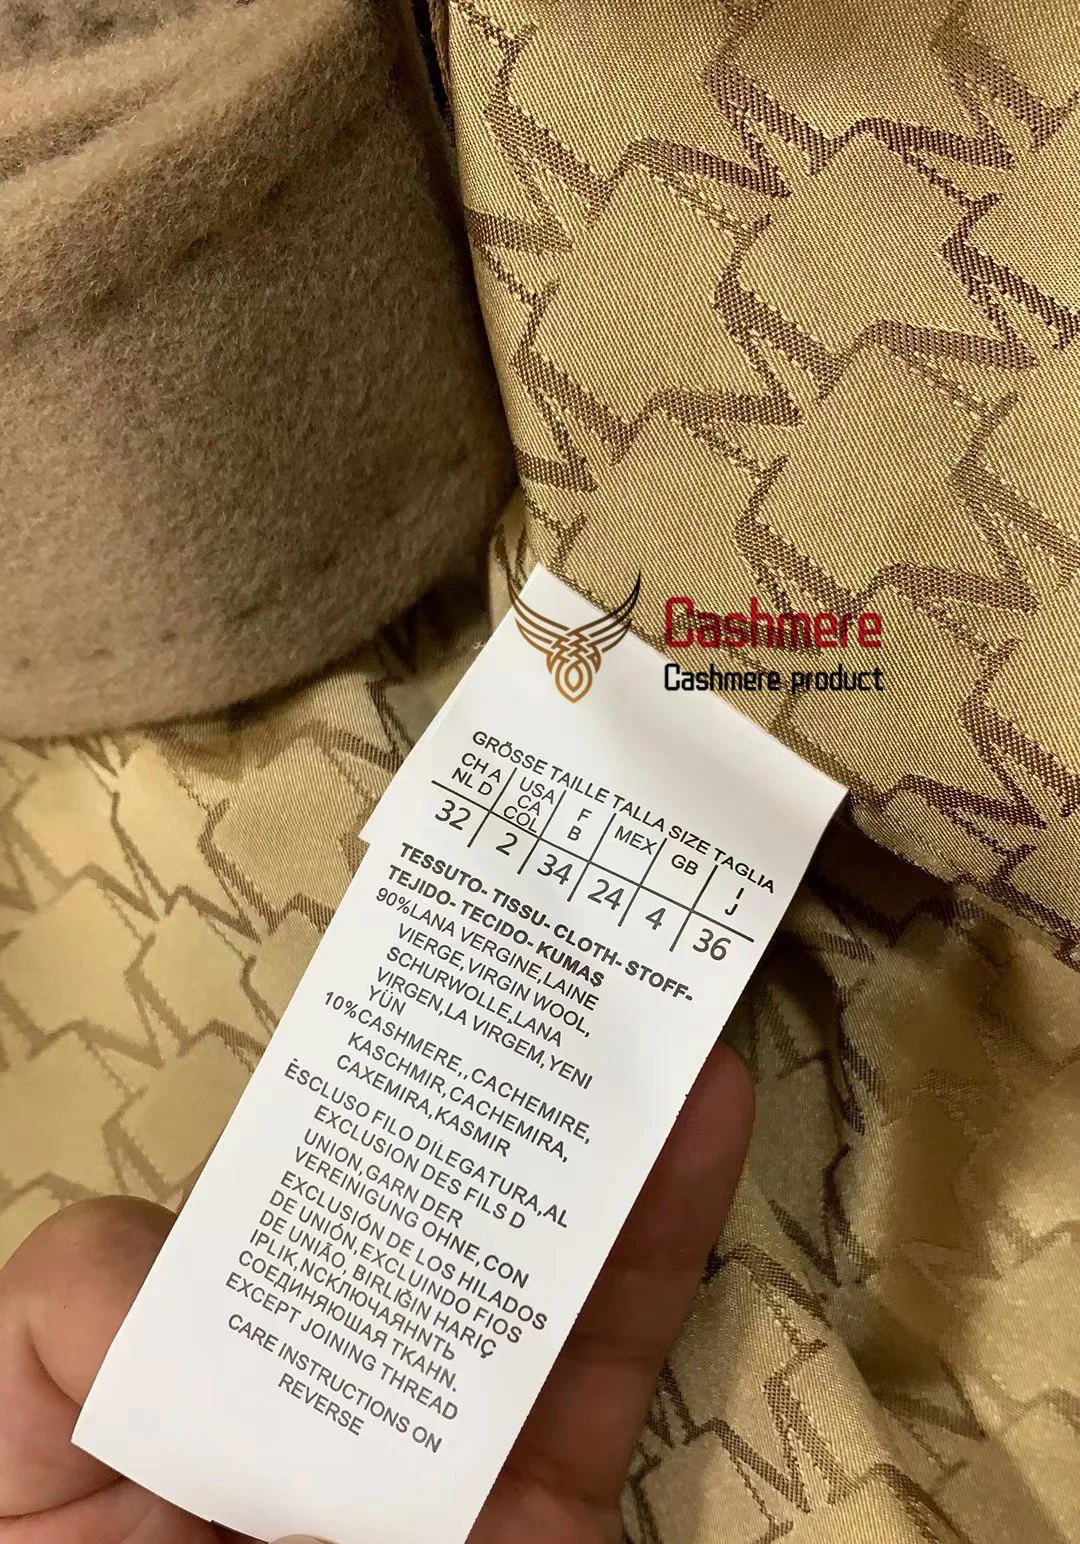 Cashmere
Cashmere product
GRÖSSE TAILLE TALLA SIZE TAGLIA
CH A NL D USA CA COL F B MEX GB I J
32 2 34 24 4 36
TESSUTO- TISSU- CLOTH- STOFF-
TEJIDO- TECIDO- KUMAŞ
90%LANA VERGINE,LAINE
VIERGE,VIRGIN WOOL,
SCHURWOLLE,LANA
VIRGEN,LA VIRGEM,YENI
YÜN
10%CASHMERE,,CACHEMIRE,
KASCHMIR,CACHEMIRA,
CAXEMIRA,KASMIR
ESCLUSO FILO DILEGATURA,AL
EXCLUSION DES FILS D
UNION,GARN DER
VEREINIGUNG OHNE,CON
EXCLUSIÓN DE LOS HILADOS
DE UNIÓN,EXCLUINDO FIOS
DE UNIÃO, BIRLIĞIN HARIÇ
IPLIK,NCКЛЮЧАЯHNTЬ
СОЕДИНЯЮЩАЯ TKAHN.
EXCEPT JOINING THREAD
CARE INSTRUCTIONS ON
REVERSE